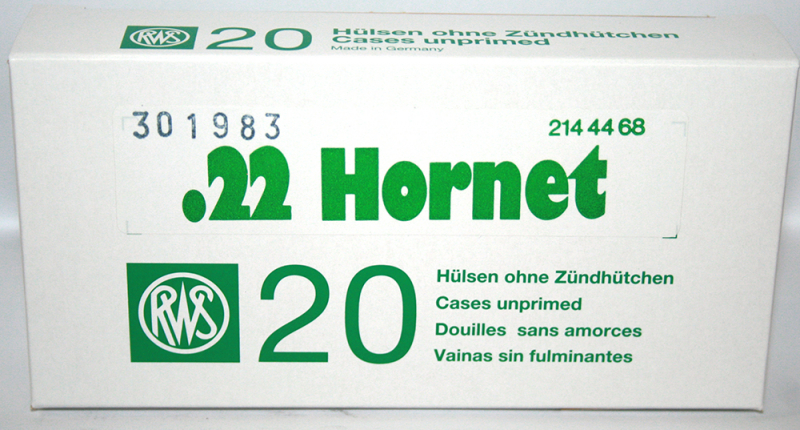 RWS 20 Hülsen ohne Zündhütchen
Cases unprimed
Made in Germany
301983
214 44 68
.22 Hornet
RWS 20
Hülsen ohne Zündhütchen
Cases unprimed
Douilles sans amorces
Vainas sin fulminantes